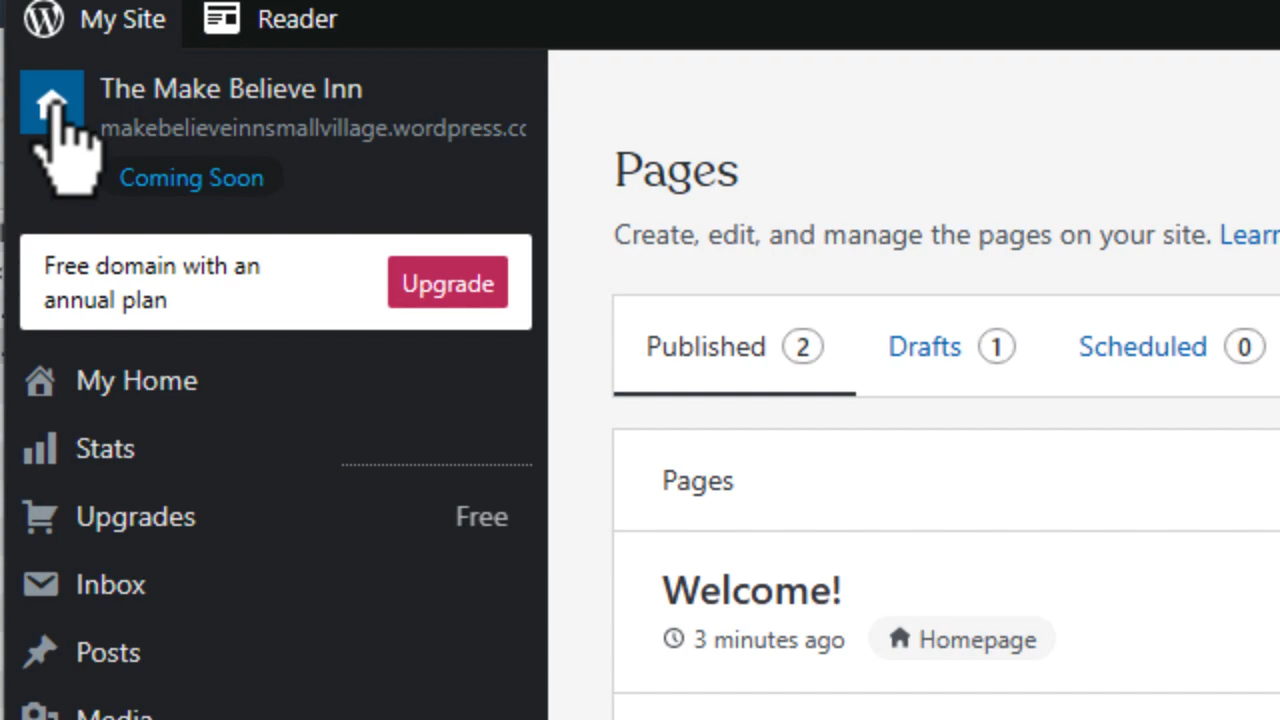 My Site
Reader
The Make Believe Inn
makebelieveinnsmallvillage.wordpress.cc
Coming Soon
Free domain with an
annual plan
Upgrade
My Home
Stats
Upgrades
Free
Inbox
Posts
Media
Pages
Create, edit, and manage the pages on your site. Learn
Published 2
Drafts 1
Scheduled 0
Pages
Welcome!
3 minutes ago
Homepage